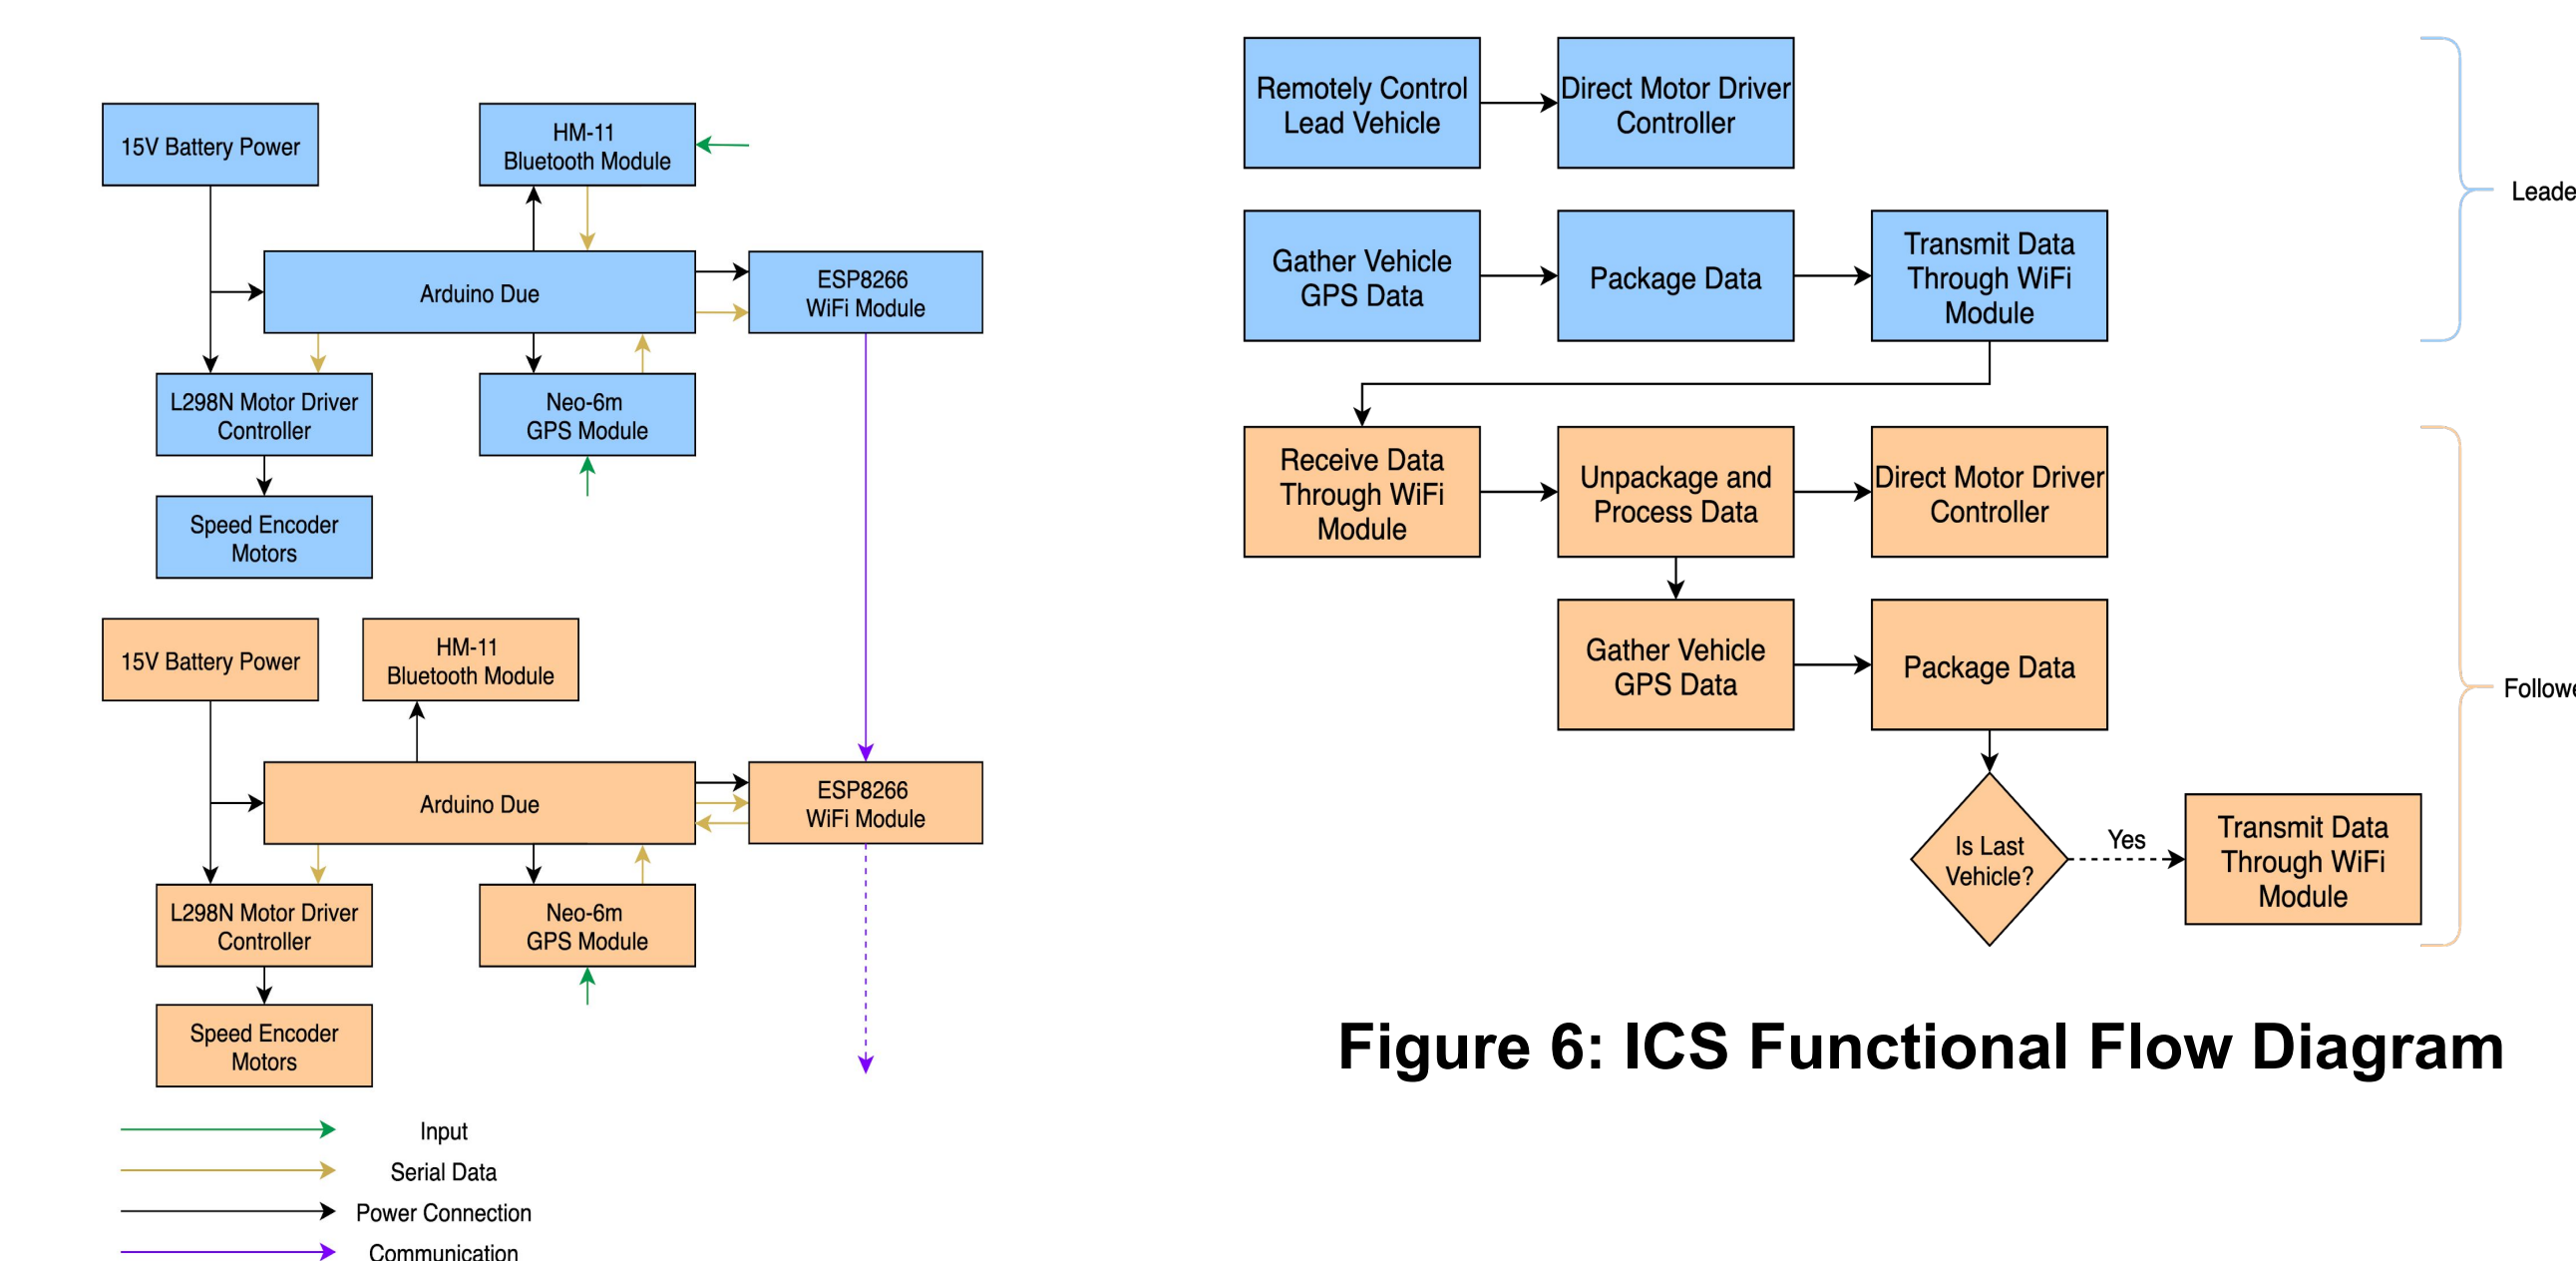 15V Battery Power
HM-11
Bluetooth Module
Arduino Due
ESP8266
WiFi Module
L298N Motor Driver
Controller
Neo-6m
GPS Module
Speed Encoder
Motors
15V Battery Power
HM-11
Bluetooth Module
Arduino Due
ESP8266
WiFi Module
L298N Motor Driver
Controller
Neo-6m
GPS Module
Speed Encoder
Motors
Input
Serial Data
Power Connection
Communication
Remotely Control
Lead Vehicle
Direct Motor Driver
Controller
Gather Vehicle
GPS Data
Package Data
Transmit Data
Through WiFi
Module
Leade
Receive Data
Through WiFi
Module
Unpackage and
Process Data
Direct Motor Driver
Controller
Gather Vehicle
GPS Data
Package Data
Followe
Is Last
Vehicle?
Yes
Transmit Data
Through WiFi
Module
Figure 6: ICS Functional Flow Diagram